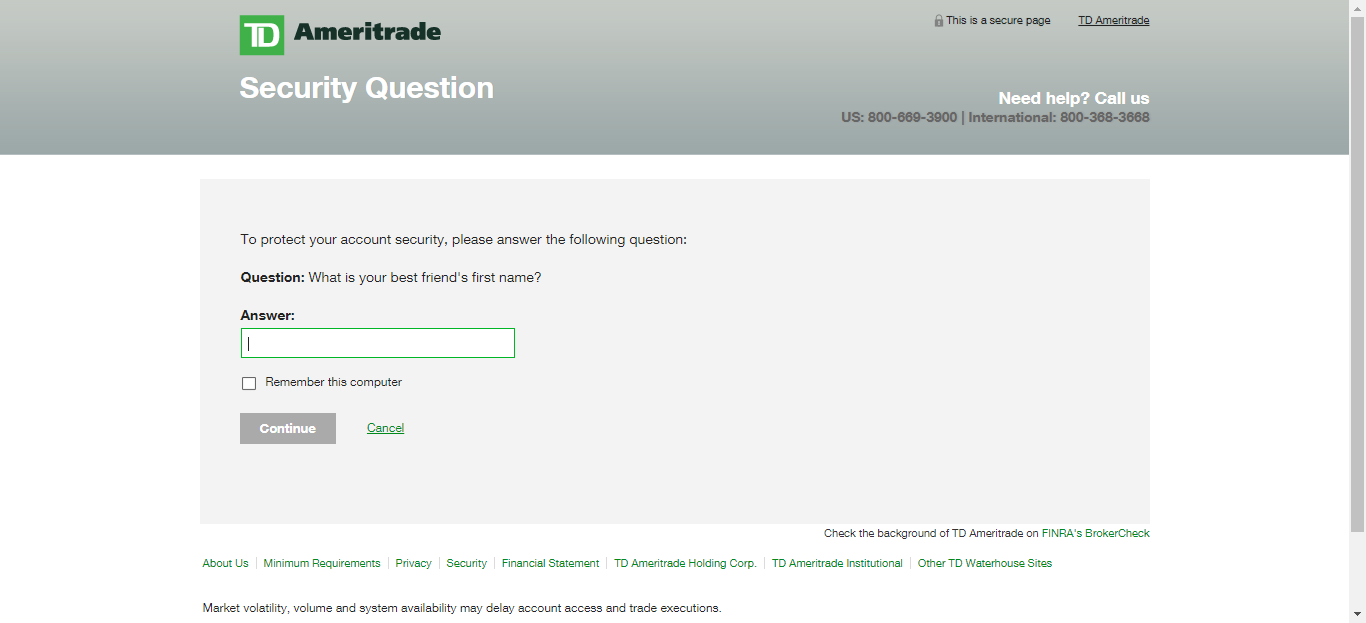 TD Ameritrade
This is a secure page
TD Ameritrade
Security Question
Need help? Call us
US: 800-669-3900 | International: 800-368-3668
To protect your account security, please answer the following question:
Question: What is your best friend's first name?
Answer:
Remember this computer
Continue
Cancel
Check the background of TD Ameritrade on FINRA's BrokerCheck
About Us | Minimum Requirements | Privacy | Security | Financial Statement | TD Ameritrade Holding Corp. | TD Ameritrade Institutional | Other TD Waterhouse Sites
Market volatility, volume and system availability may delay account access and trade executions.